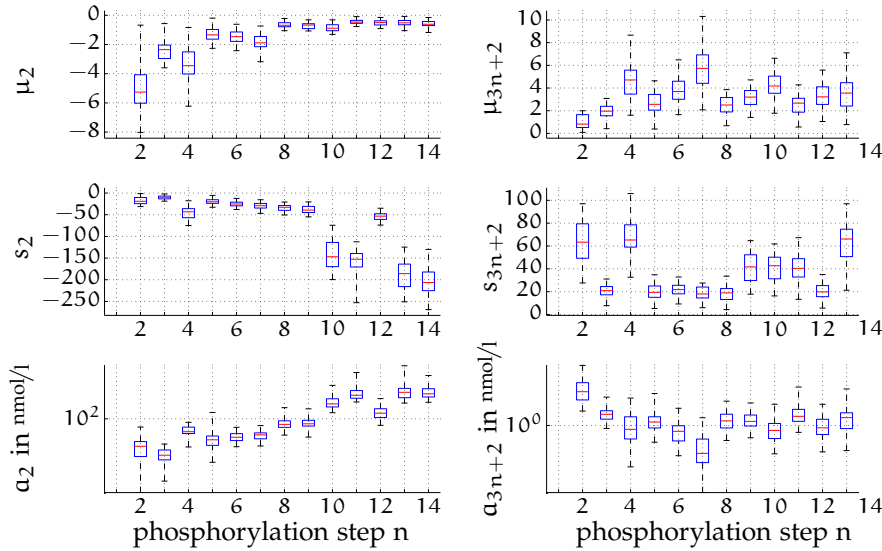 μ2
0
−2
−4
−6
−8
2 4 6 8 10 12 14
μ3n+2
10
8
6
4
2
0
2 4 6 8 10 12 14
s2
0
−50
−100
−150
−200
−250
2 4 6 8 10 12 14
s3n+2
100
80
60
40
20
0
2 4 6 8 10 12 14
a2 in nmol/l
10^2
2 4 6 8 10 12 14
phosphorylation step n
a3n+2 in nmol/l
10^0
2 4 6 8 10 12 14
phosphorylation step n